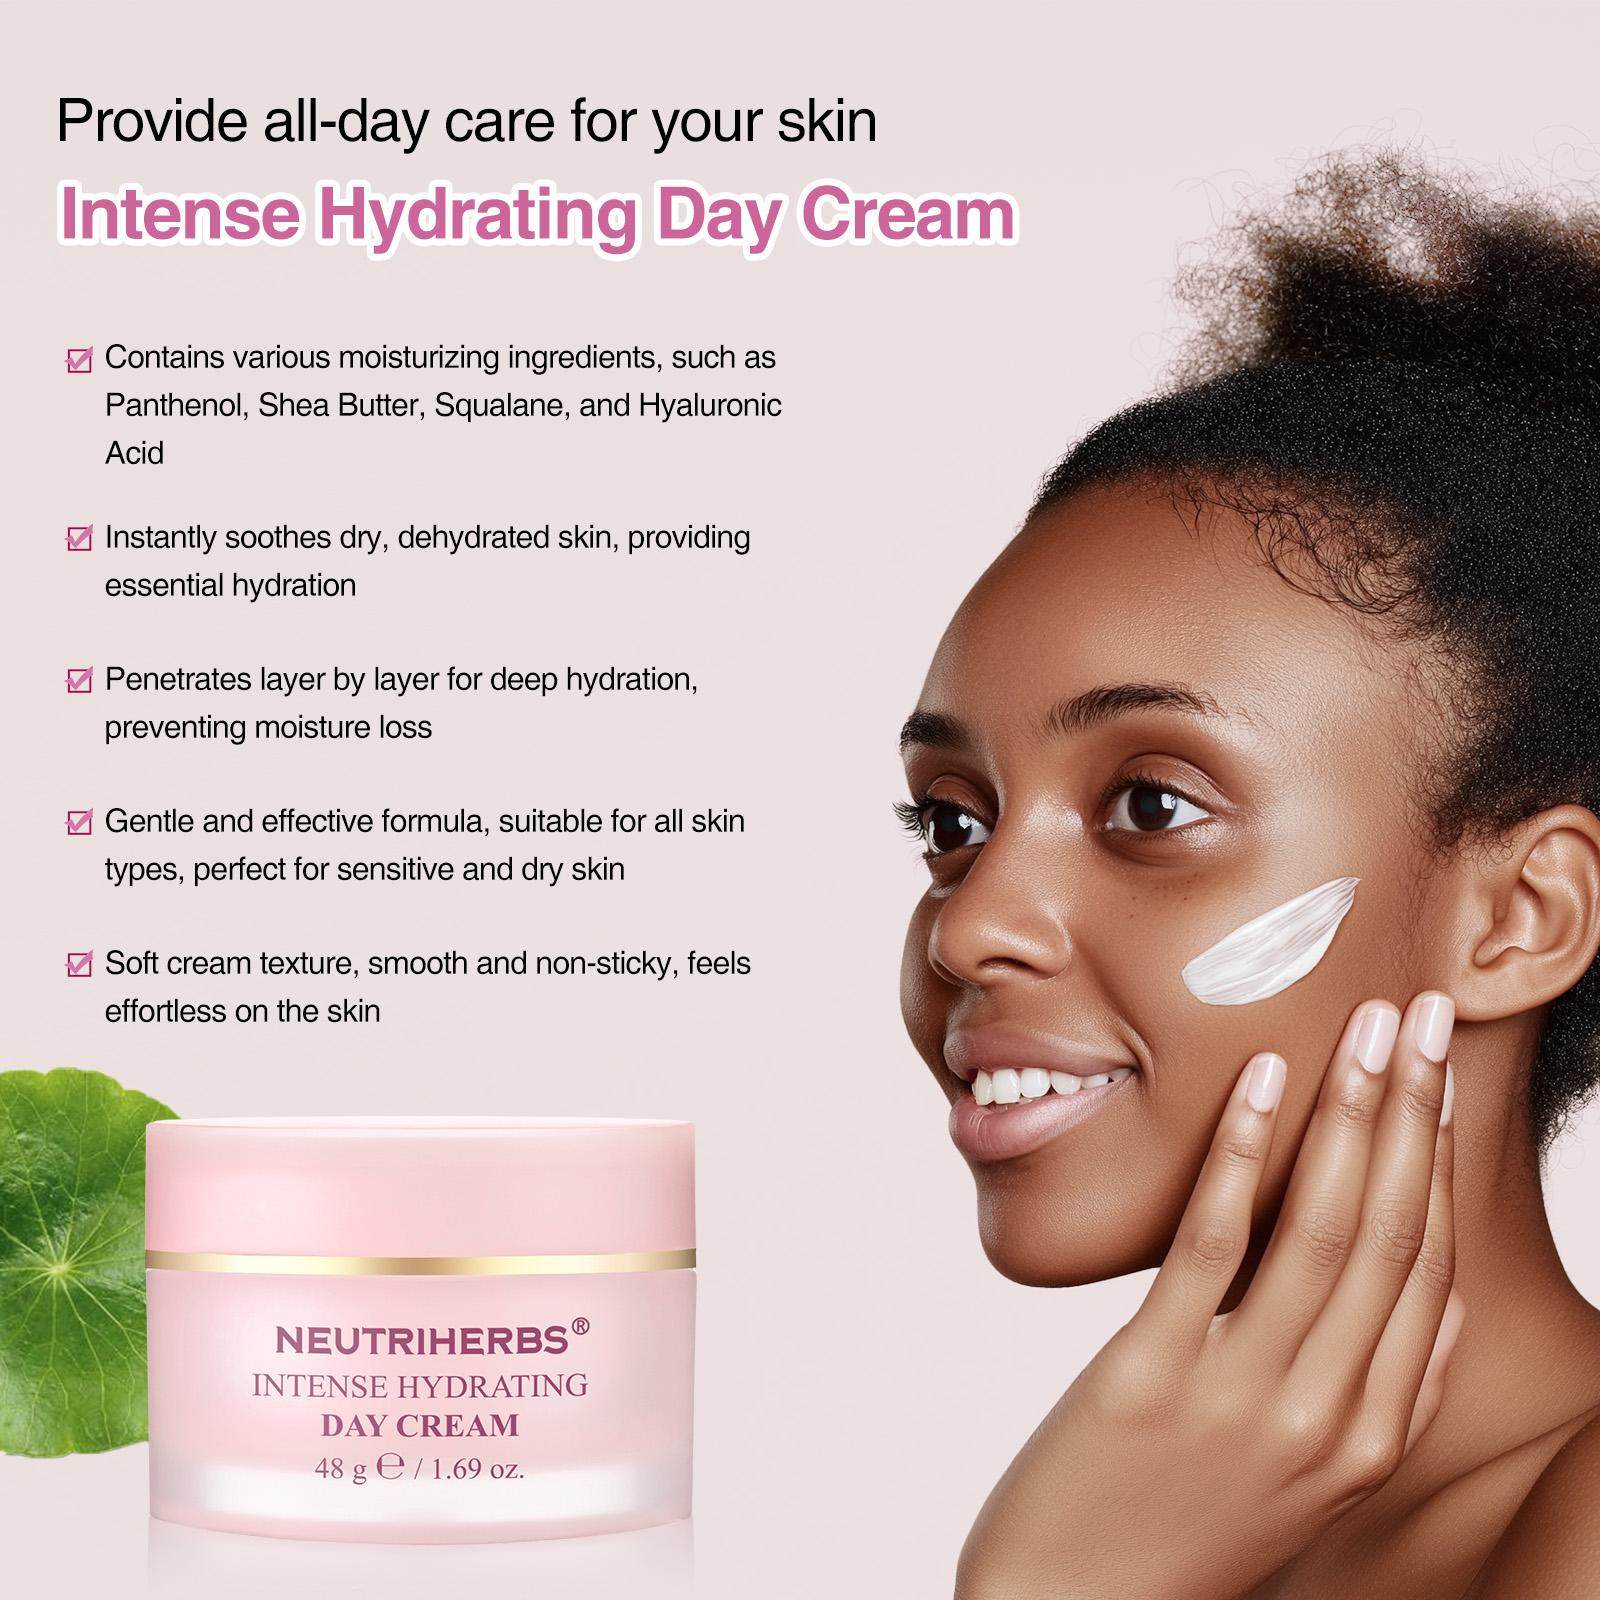 Provide all-day care for your skin
Intense Hydrating Day Cream
Contains various moisturizing ingredients, such as
Panthenol, Shea Butter, Squalane, and Hyaluronic
Acid
Instantly soothes dry, dehydrated skin, providing
essential hydration
Penetrates layer by layer for deep hydration,
preventing moisture loss
Gentle and effective formula, suitable for all skin
types, perfect for sensitive and dry skin
Soft cream texture, smooth and non-sticky, feels
effortless on the skin
NEUTRIHERBS®
INTENSE HYDRATING
DAY CREAM
48 g ℮ / 1.69 oz.